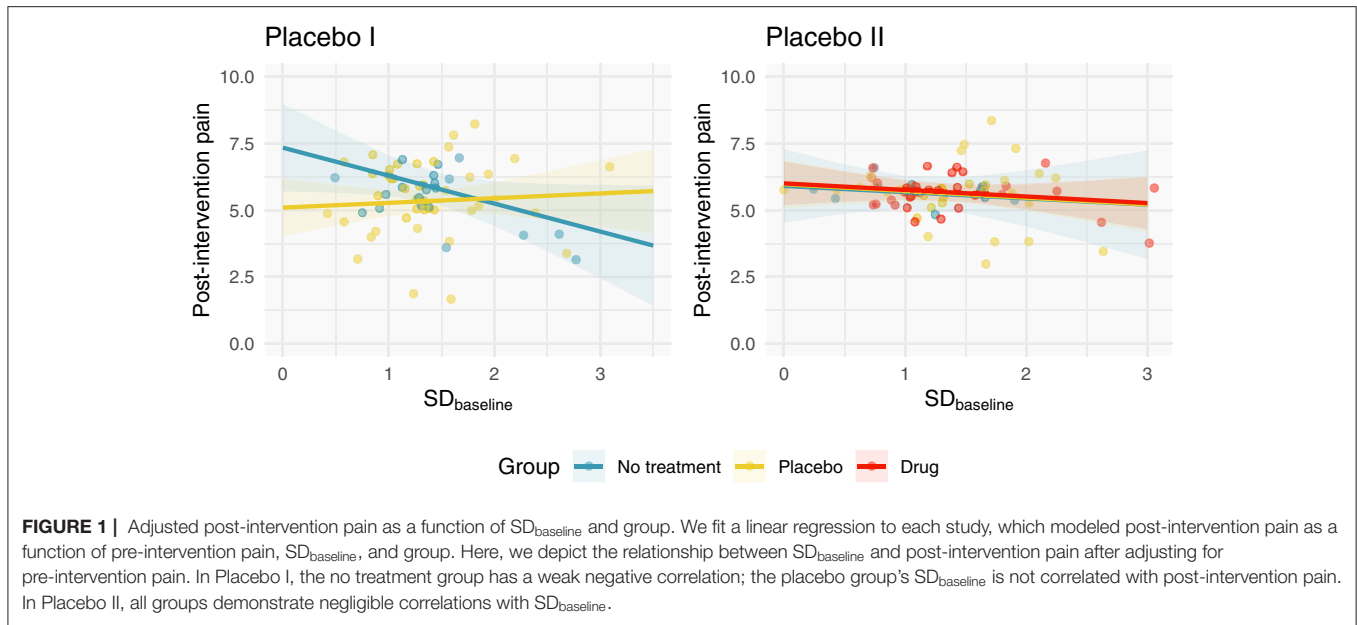 Placebo I
Placebo II
Post-intervention pain
10.0
7.5
5.0
2.5
0.0
0
1
2
3
SDbaseline
Post-intervention pain
10.0
7.5
5.0
2.5
0.0
0
1
2
3
SDbaseline
Group
No treatment
Placebo
Drug
FIGURE 1 | Adjusted post-intervention pain as a function of SDbaseline and group. We fit a linear regression to each study, which modeled post-intervention pain as a
function of pre-intervention pain, SDbaseline, and group. Here, we depict the relationship between SDbaseline and post-intervention pain after adjusting for
pre-intervention pain. In Placebo I, the no treatment group has a weak negative correlation; the placebo group's SDbaseline is not correlated with post-intervention pain.
In Placebo II, all groups demonstrate negligible correlations with SDbaseline.